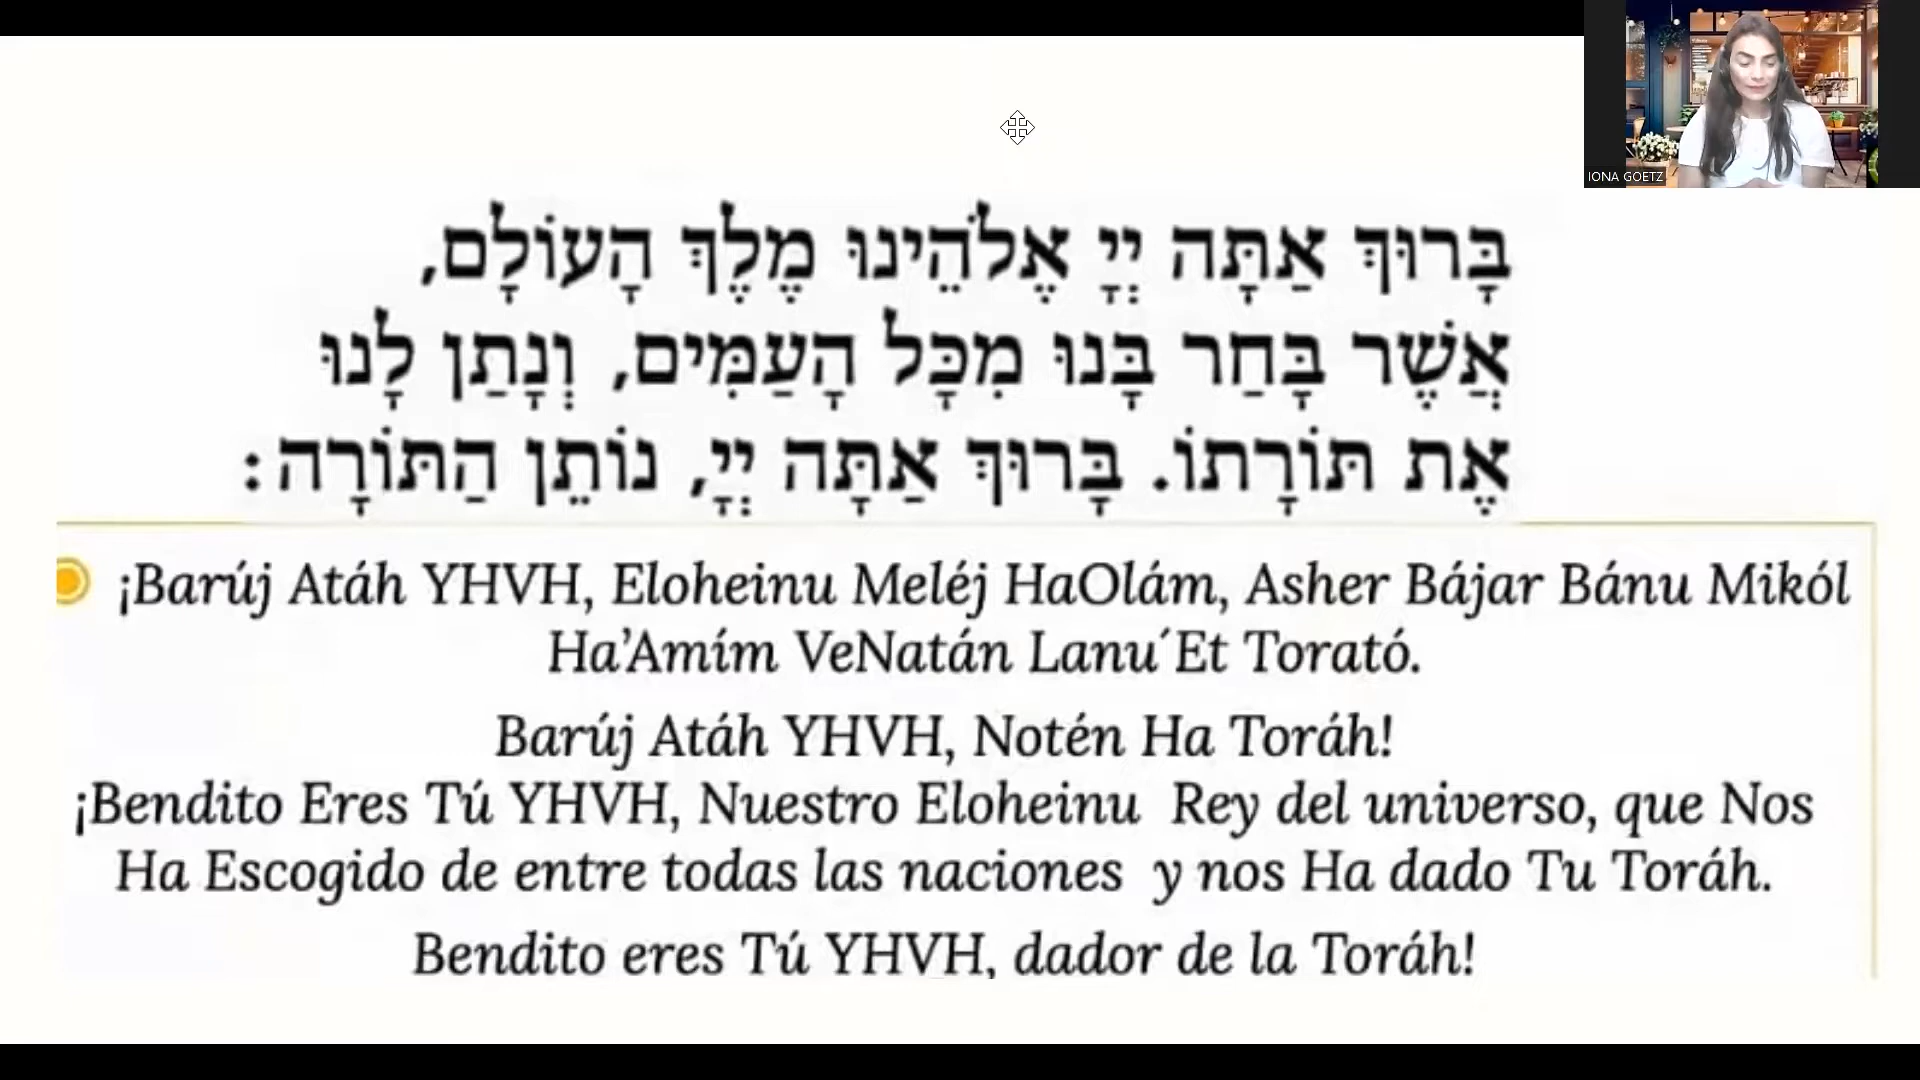 IONA GOETZ
בָּרוּךְ אַתָּה יְיָ אֱלֹהֵינוּ מֶלֶךְ הָעוֹלָם,
אֲשֶׁר בָּחַר בָּנוּ מִכָּל הָעַמִּים, וְנָתַן לָנוּ
אֶת תּוֹרָתוֹ. בָּרוּךְ אַתָּה יְיָ, נוֹתֵן הַתּוֹרָה:
¡Barúj Atáh YHVH, Eloheinu Meléj HaOlám, Asher Bájar Bánu Mikól
Ha’Amím VeNatán Lanu´Et Torató.
Barúj Atáh YHVH, Notén Ha Toráh!
¡Bendito Eres Tú YHVH, Nuestro Eloheinu Rey del universo, que Nos
Ha Escogido de entre todas las naciones y nos Ha dado Tu Toráh.
Bendito eres Tú YHVH, dador de la Toráh!